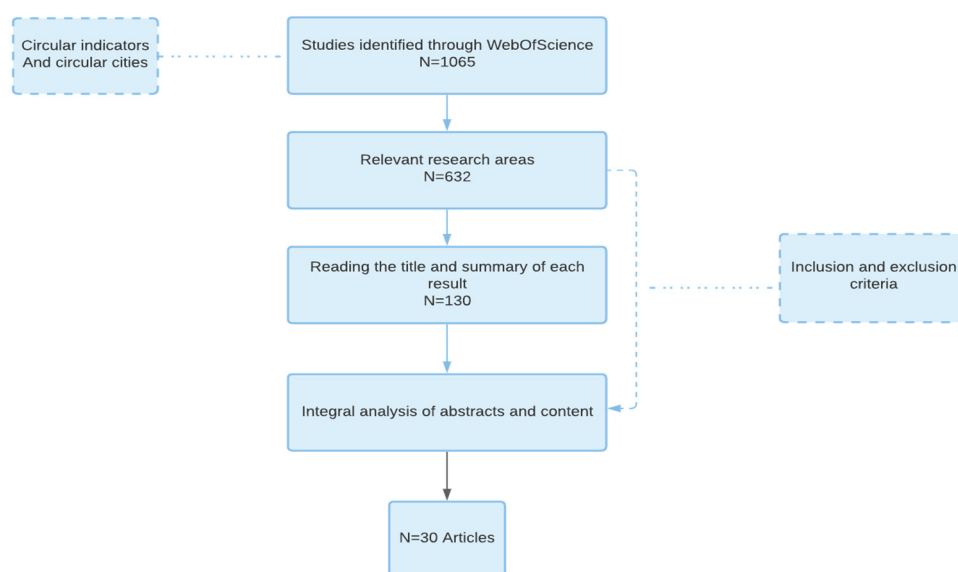 Circular indicators
And circular cities
Studies identified through WebOfScience
N=1065
Relevant research areas
N=632
Reading the title and summary of each
result
N=130
Inclusion and exclusion
criteria
Integral analysis of abstracts and content
N=30 Articles